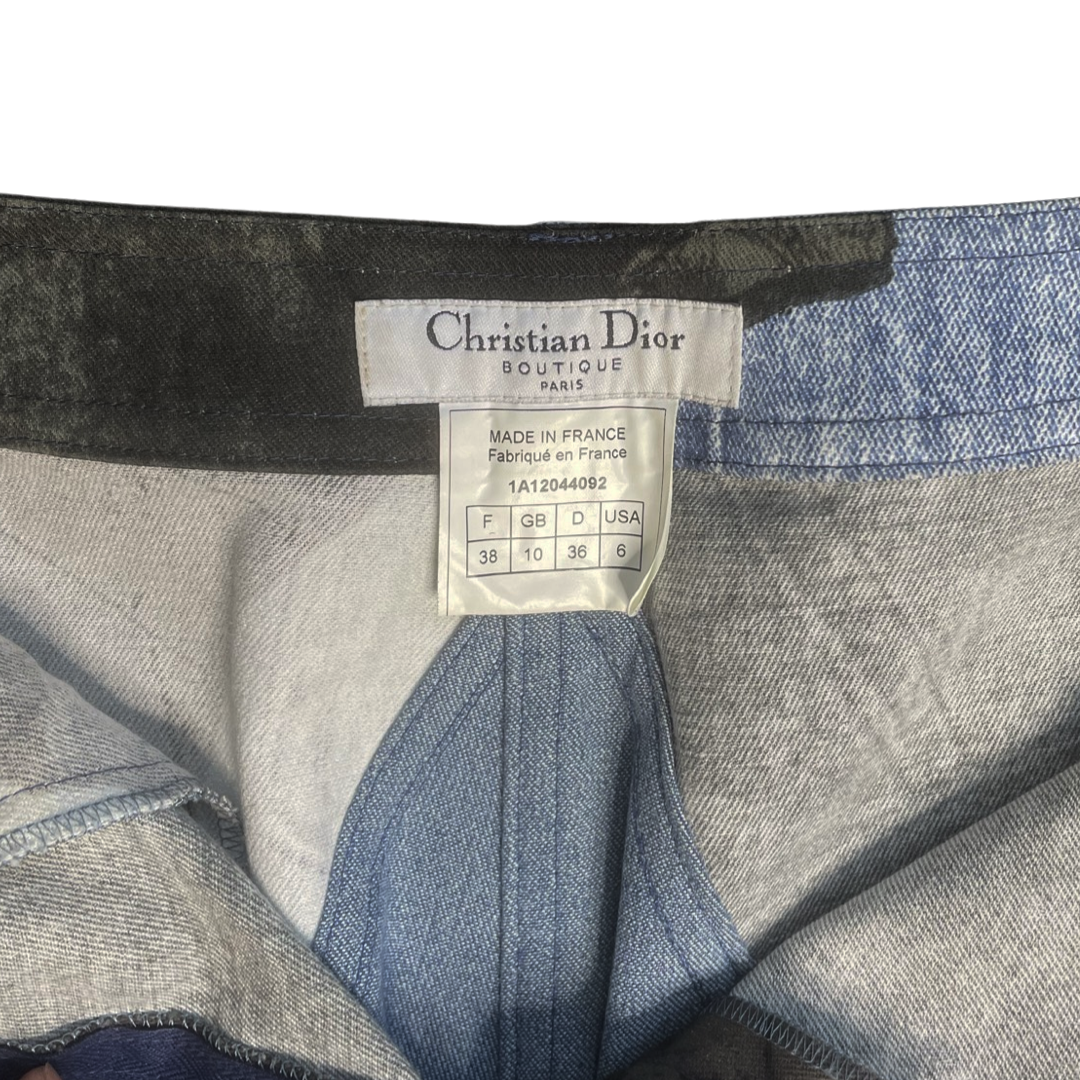 Christian Dior
BOUTIQUE
PARIS
MADE IN FRANCE
Fabriqué en France
1A12044092
F GB D USA
38 10 36 6